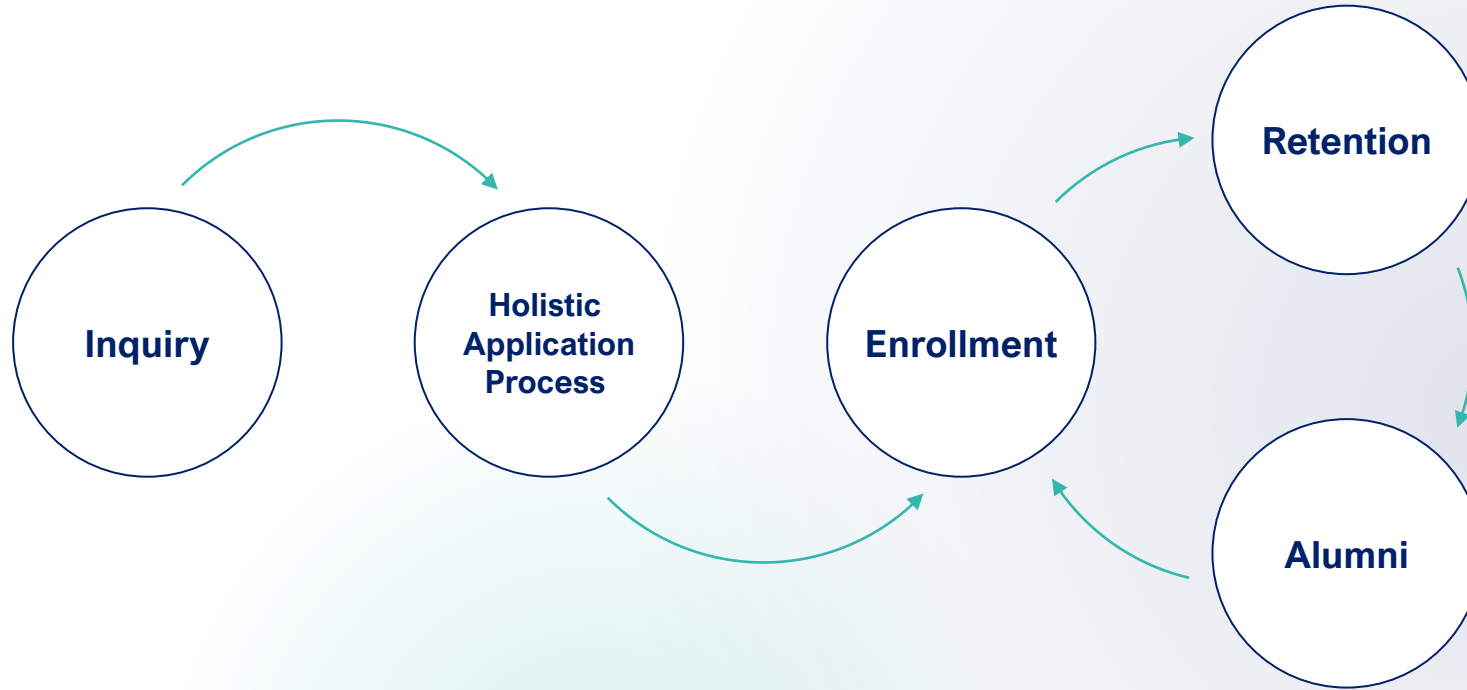 Inquiry
Holistic
Application
Process
Enrollment
Retention
Alumni